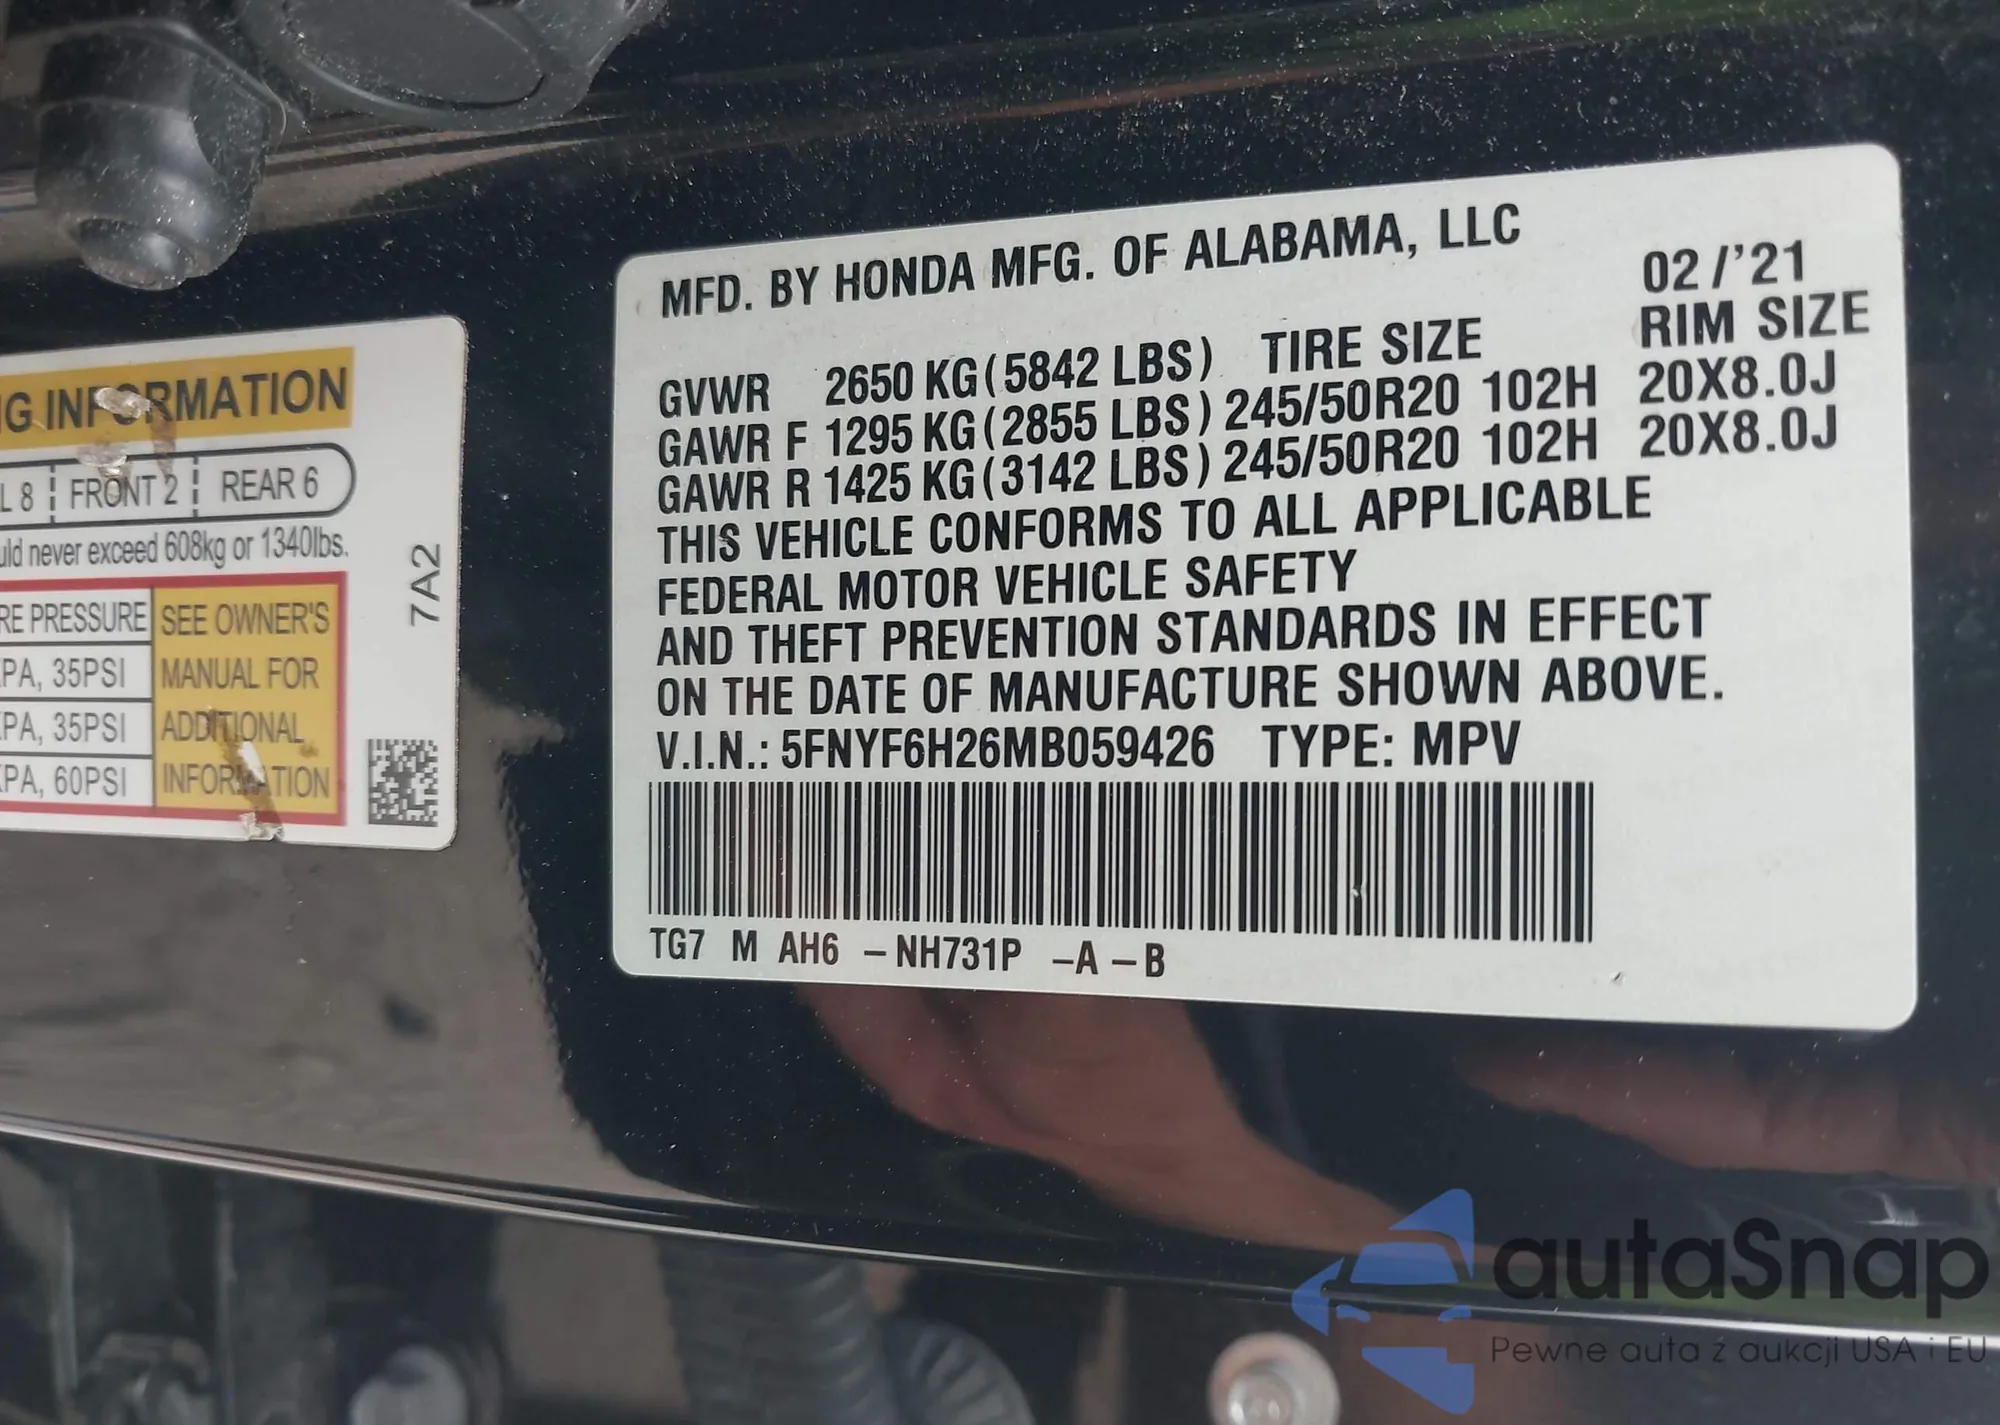 G INFORMATION
L 8 FRONT 2 REAR 6
never exceed 608kg or 1340lbs.
PRESSURE SEE OWNER'S
PA, 35PSI MANUAL FOR
PA, 35PSI ADDITIONAL
PA, 60PSI INFORMATION
7A2
MFD. BY HONDA MFG. OF ALABAMA, LLC
02/'21
GVWR 2650 KG (5842 LBS) TIRE SIZE RIM SIZE
GAWR F 1295 KG (2855 LBS) 245/50R20 102H 20X8.0J
GAWR R 1425 KG (3142 LBS) 245/50R20 102H 20X8.0J
THIS VEHICLE CONFORMS TO ALL APPLICABLE
FEDERAL MOTOR VEHICLE SAFETY
AND THEFT PREVENTION STANDARDS IN EFFECT
ON THE DATE OF MANUFACTURE SHOWN ABOVE.
V.I.N.: 5FNYF6H26MB059426 TYPE: MPV
TG7 M AH6 –NH731P –A –B
autaSnap
Pewne auta z aukcji USA i EU